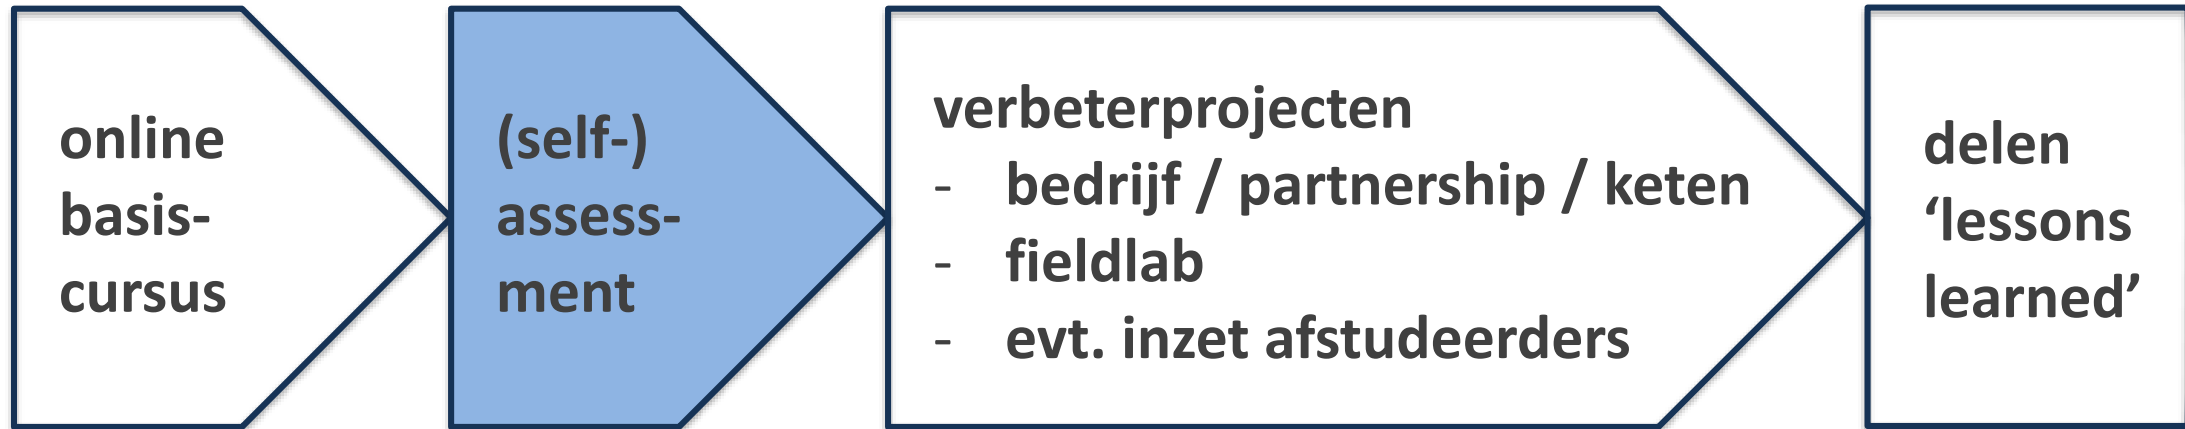 online
basis-
cursus
(self-)
assess-
ment
verbeterprojecten
- bedrijf / partnership / keten
- fieldlab
- evt. inzet afstudeerders
delen
‘lessons
learned’